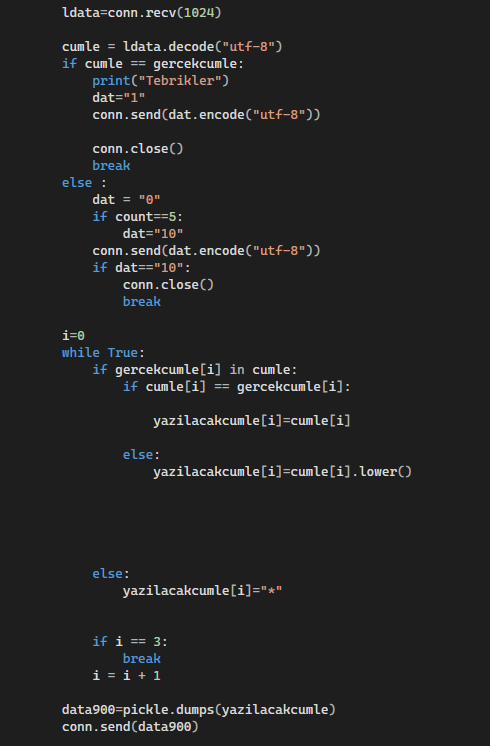 ldata=conn.recv(1024)
cumle = ldata.decode("utf-8")
if cumle == gercekcumle:
print("Tebrikler")
dat="1"
conn.send(dat.encode("utf-8"))
conn.close()
break
else :
dat = "0"
if count==5:
dat="10"
conn.send(dat.encode("utf-8"))
if dat=="10":
conn.close()
break
i=0
while True:
if gercekcumle[i] in cumle:
if cumle[i] == gercekcumle[i]:
yazilacakcumle[i]=cumle[i]
else:
yazilacakcumle[i]=cumle[i].lower()
else:
yazilacakcumle[i]="*"
if i == 3:
break
i = i + 1
data900=pickle.dumps(yazilacakcumle)
conn.send(data900)